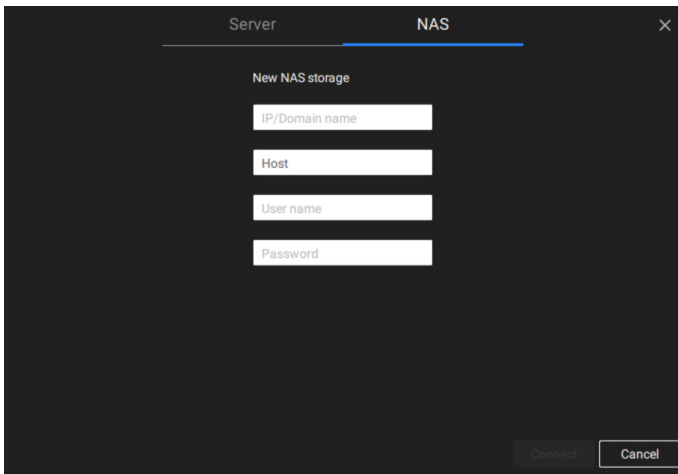 Server NAS
New NAS storage
IP/Domain name
Host
User name
Password
Connect Cancel